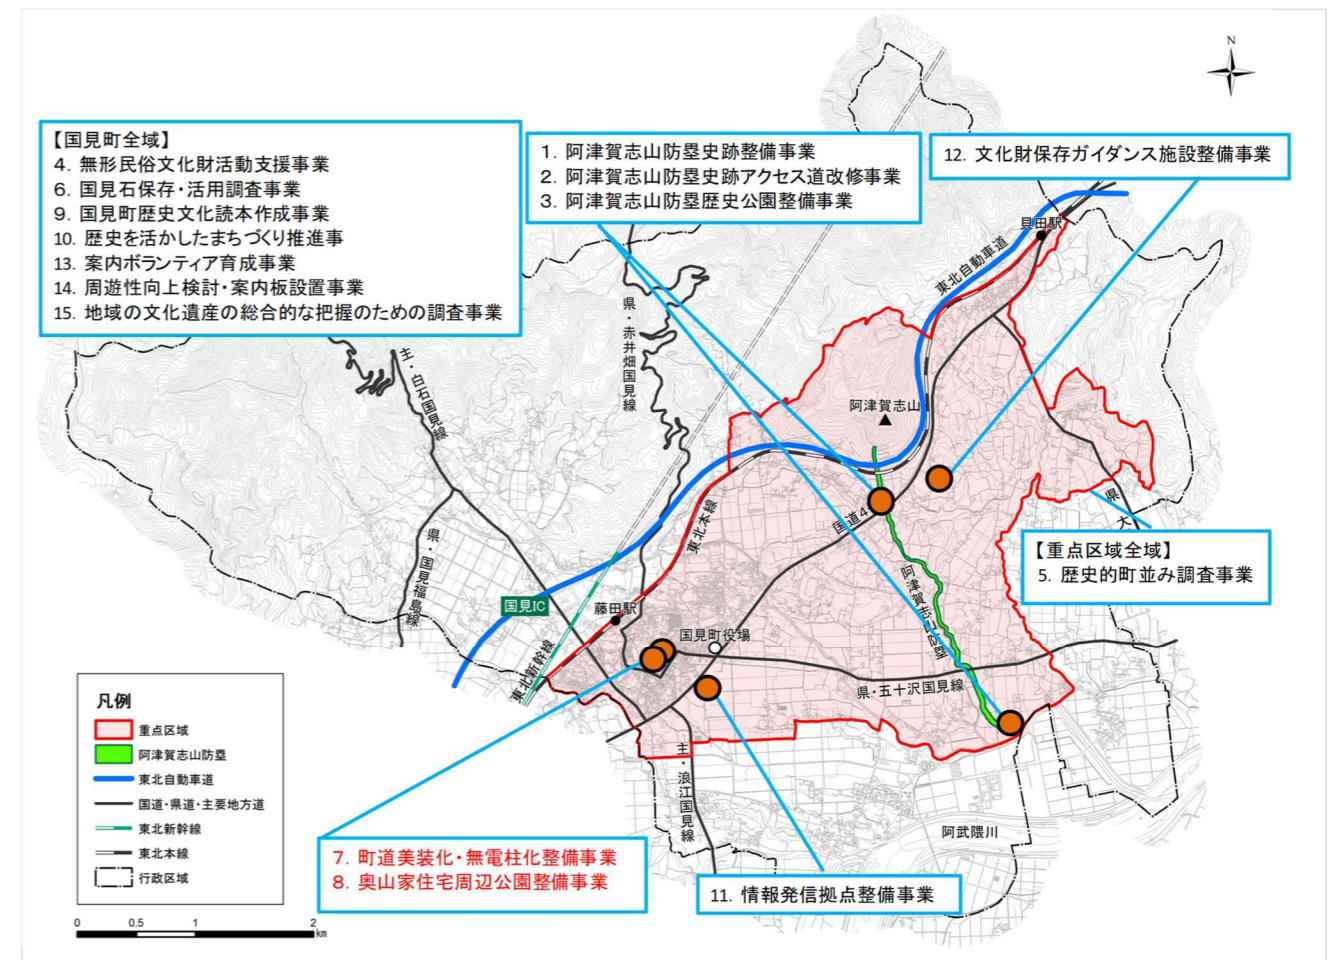 N
【国見町全域】
4. 無形民俗文化財活動支援事業
6. 国見石保存・活用調査事業
9. 国見町歴史文化読本作成事業
10. 歴史を活かしたまちづくり推進事
13. 案内ボランティア育成事業
14. 周遊性向上検討・案内板設置事業
15. 地域の文化遺産の総合的な把握のための調査事業
1. 阿津賀志山防塁史跡整備事業
2. 阿津賀志山防塁史跡アクセス道改修事業
3. 阿津賀志山防塁歴史公園整備事業
12. 文化財保存ガイダンス施設整備事業
貝田駅
東北自動車道
県・赤井畑国見線
主・白石国見線
阿津賀志山
県・国見福島線
東北本線
国道4
県
大
【重点区域全域】
5. 歴史的町並み調査事業
国見IC
藤田駅
国見町役場
阿津賀志山防塁
東北新幹線
県・五十沢国見線
主・浪江国見線
阿武隈川
凡例
重点区域
阿津賀志山防塁
東北自動車道
国道・県道・主要地方道
東北新幹線
東北本線
行政区域
7. 町道美装化・無電柱化整備事業
8. 奥山家住宅周辺公園整備事業
11. 情報発信拠点整備事業
0 0.5 1 2
km